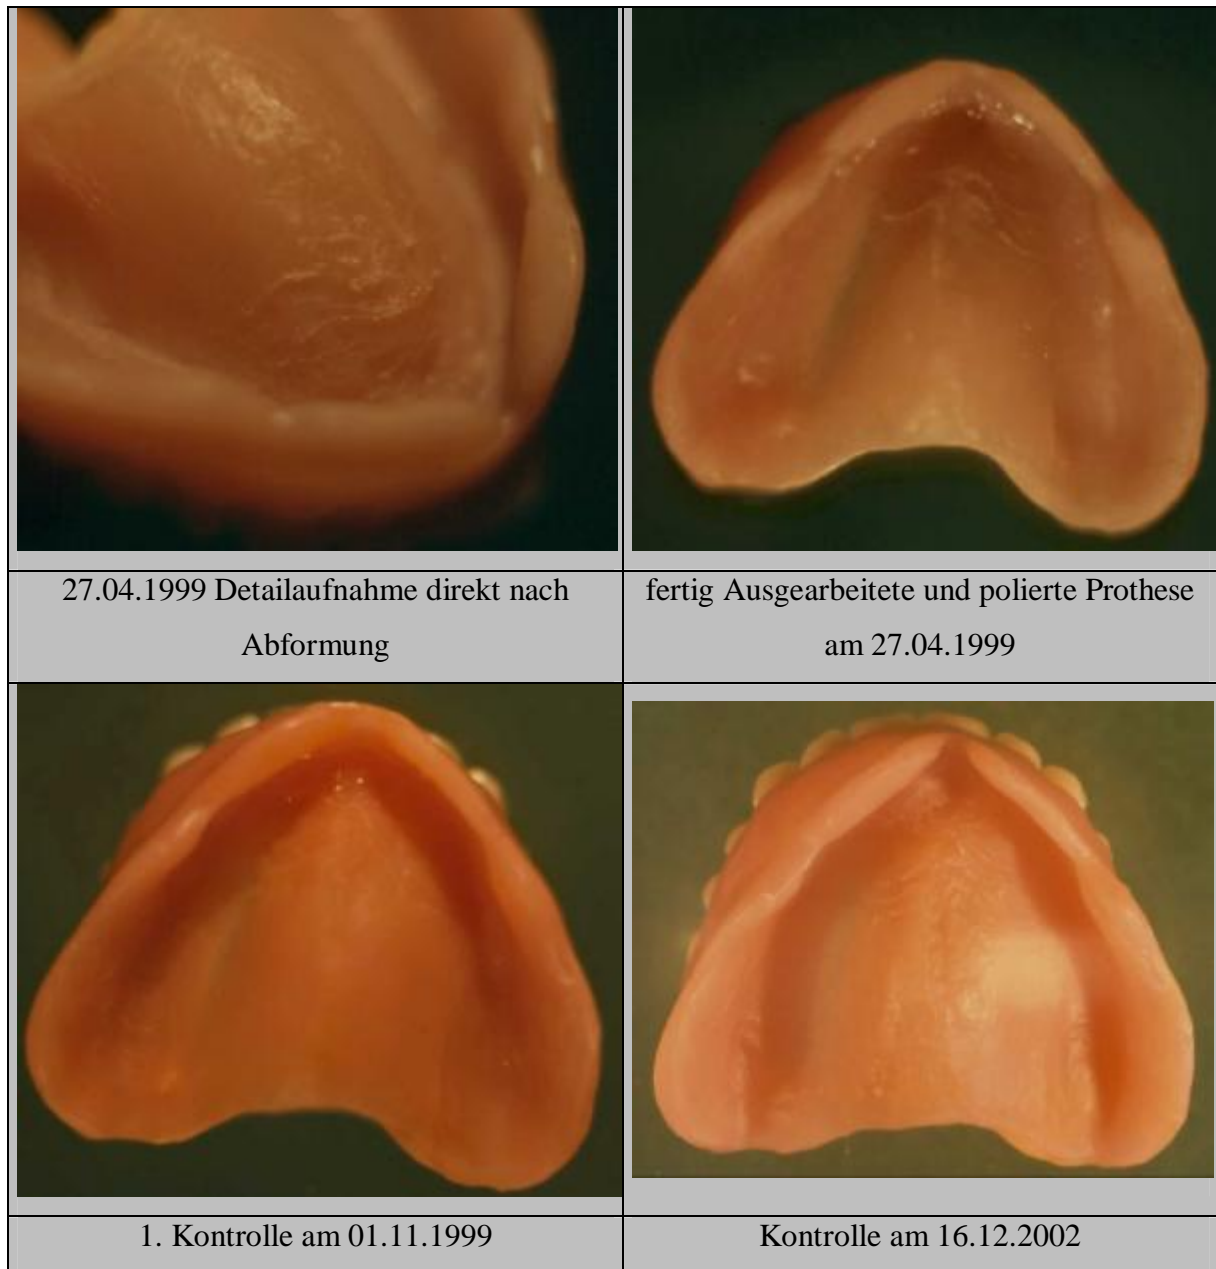 27.04.1999 Detailaufnahme direkt nach
Abformung
fertig Ausgearbeitete und polierte Prothese
am 27.04.1999
1. Kontrolle am 01.11.1999
Kontrolle am 16.12.2002